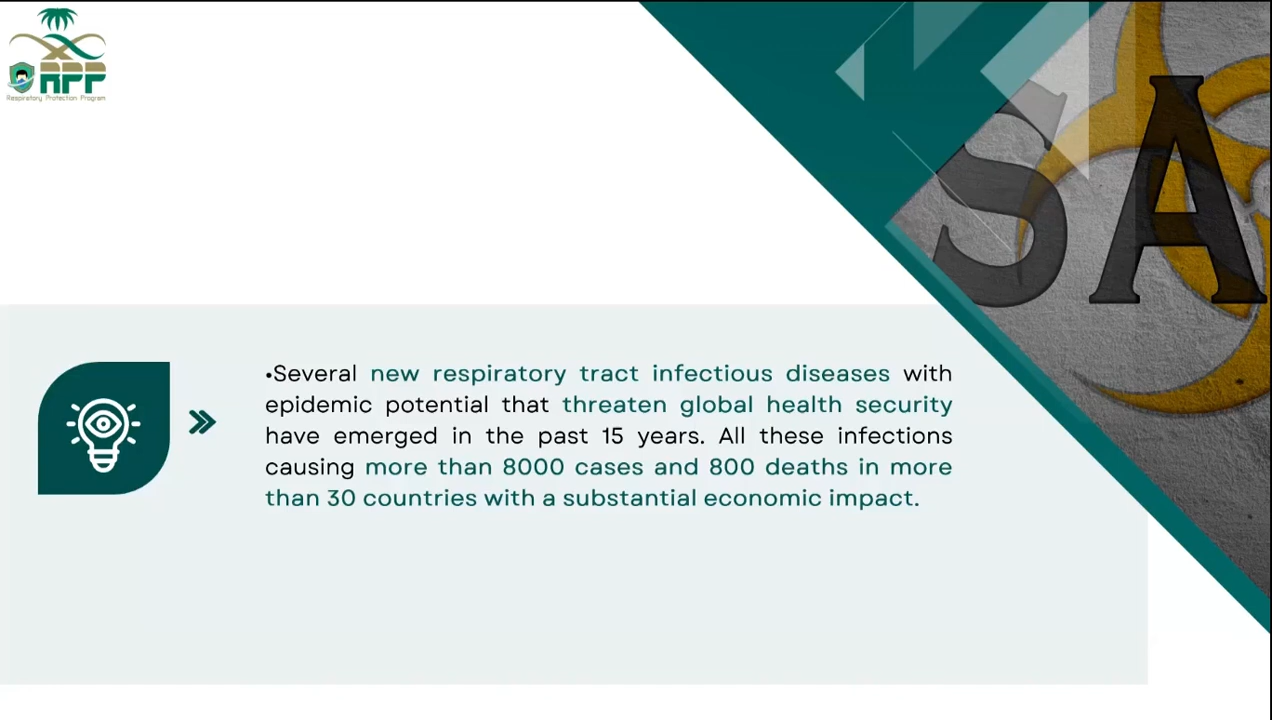 RPP
Respiratory Protection Program
SA
•Several new respiratory tract infectious diseases with
epidemic potential that threaten global health security
have emerged in the past 15 years. All these infections
causing more than 8000 cases and 800 deaths in more
than 30 countries with a substantial economic impact.